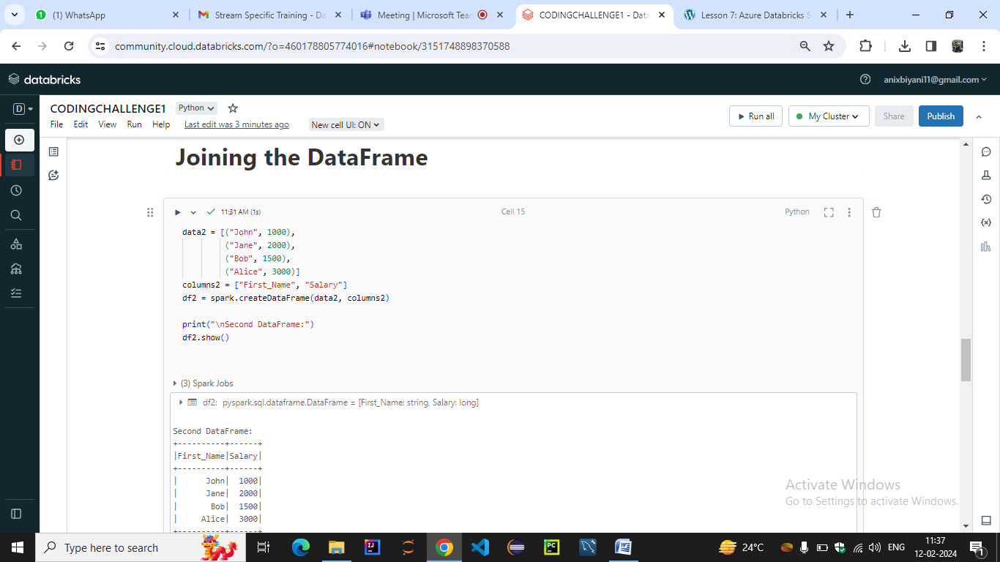 (1) WhatsApp
Stream Specific Training - Da
Meeting | Microsoft Tear
CODINGCHALLENGE1 - Data
Lesson 7: Azure Databricks S
community.cloud.databricks.com/?o=460178805774016#notebook/3151748898370588
databricks
anixbiyani11@gmail.com
D
CODINGCHALLENGE1
Python
File Edit View Run Help Last edit was 3 minutes ago New cell UI: ON
Run all
My Cluster
Share
Publish
Joining the DataFrame
11:31 AM (1s)
Cell 15
Python
data2 = [("John", 1000),
("Jane", 2000),
("Bob", 1500),
("Alice", 3000)]
columns2 = ["First_Name", "Salary"]
df2 = spark.createDataFrame(data2, columns2)
print("\nSecond DataFrame:")
df2.show()
(3) Spark Jobs
df2: pyspark.sql.dataframe.DataFrame = [First_Name: string, Salary: long]
Second DataFrame:
+----------+------+
|First_Name|Salary|
+----------+------+
|      John|  1000|
|      Jane|  2000|
|       Bob|  1500|
|     Alice|  3000|
+----------+------+
Activate Windows
Go to Settings to activate Windows.
Type here to search
24°C
ENG
11:37
12-02-2024
1